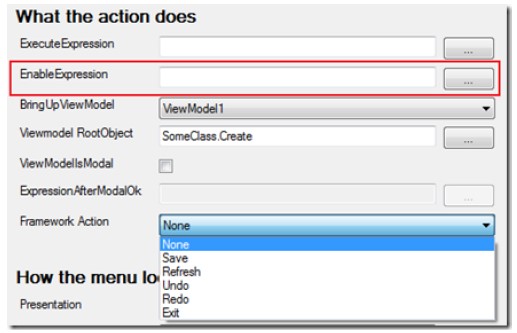 What the action does
ExecuteExpression
...
EnableExpression
...
BringUpViewModel ViewModel1
Viewmodel RootObject SomeClass.Create ...
ViewModelIsModal
ExpressionAfterModalOk ...
Framework Action None
None
Save
Refresh
Undo
Redo
Exit
How the menu lo
Presentation